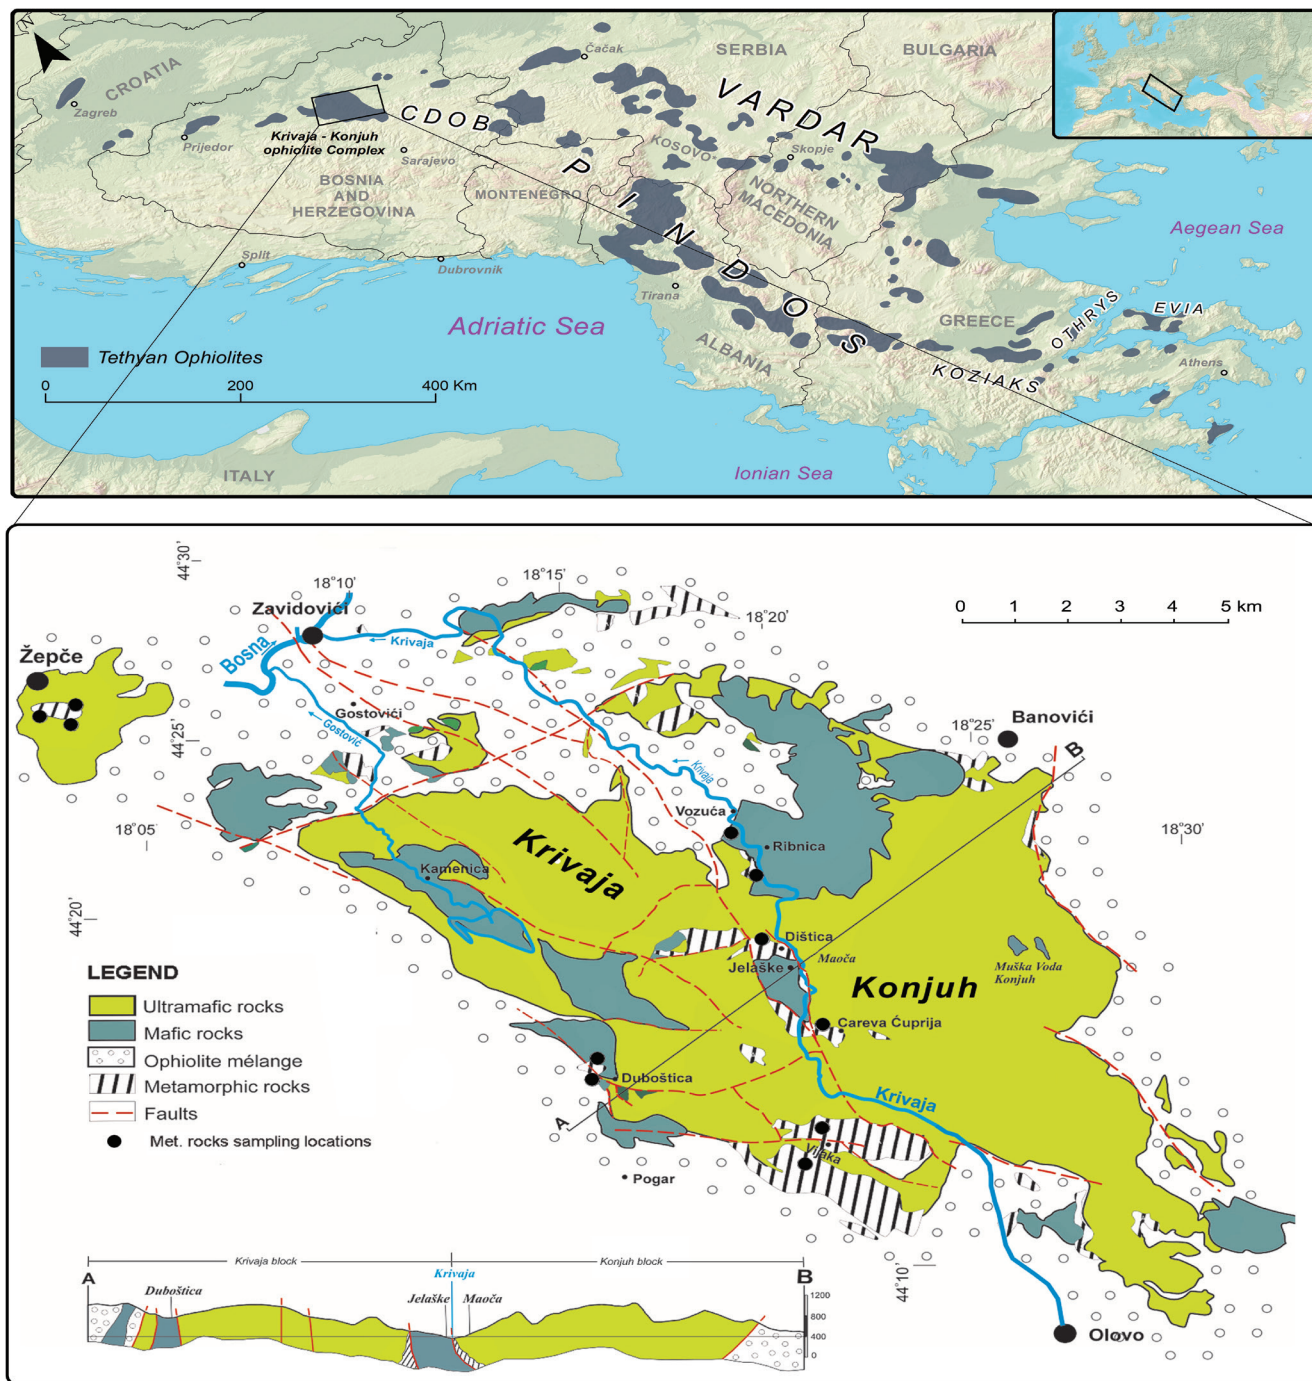 N
CROATIA
Zagreb
Prijedor
Krivaja - Konjuh
ophiolite Complex
Sarajevo
BOSNIA
AND
HERZEGOVINA
Split
Dubrovnik
CDOB
Čačak
SERBIA
BULGARIA
VARDAR
KOSOVO
Skopje
NORTHERN
MACEDONIA
MONTENEGRO
PINDOS
Tirana
ALBANIA
Adriatic Sea
Aegean Sea
GREECE
OTHRYS
EVIA
KOZIAKS
Athens
Ionian Sea
ITALY
Tethyan Ophiolites
0 200 400 Km
44°30'
18°10'
18°15'
18°20'
0 1 2 3 4 5 km
Zavidovići
Krivaja
Bosna
Žepče
Gostovići
Gostović
44°25'
18°25'
Banovići
B
Krivaja
Vozuća
18°05'
18°30'
Ribnica
Krivaja
Kamenica
44°20'
Dištica
Maoča
Jelaške
Muška Voda
Konjuh
Konjuh
Careva Ćuprija
LEGEND
Ultramafic rocks
Mafic rocks
Ophiolite mélange
Metamorphic rocks
Faults
Met. rocks sampling locations
Duboštica
A
Krivaja
Vijaka
Pogar
44°10'
Olovo
Krivaja block
Konjuh block
A
Krivaja
B
Duboštica
Jelaške
Maoča
1200
800
400
0